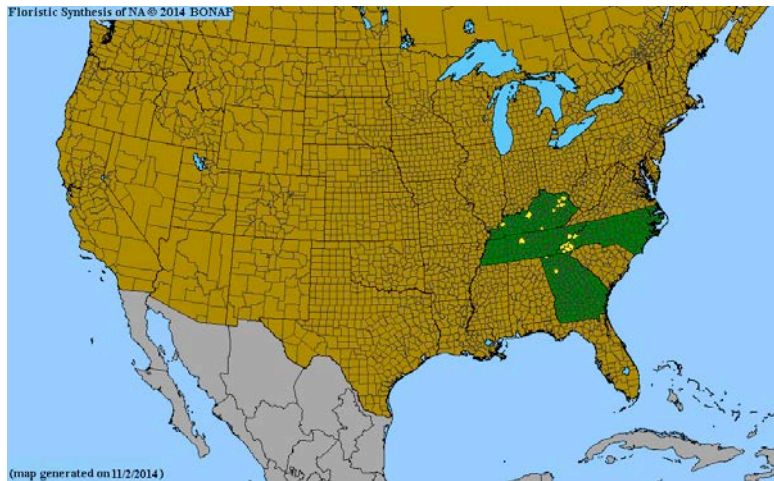 Floristic Synthesis of NA © 2014 BONAP
(map generated on 11/2/2014)